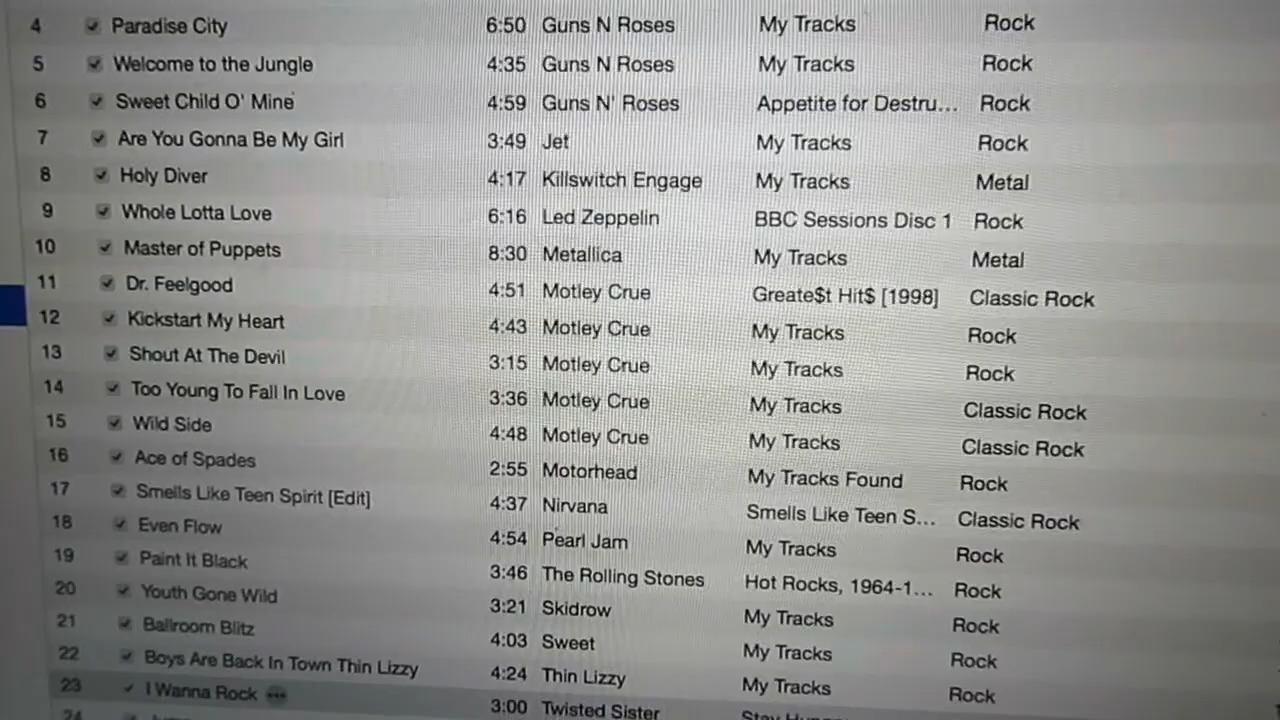 4 Paradise City 6:50 Guns N Roses My Tracks Rock
5 Welcome to the Jungle 4:35 Guns N Roses My Tracks Rock
6 Sweet Child O' Mine 4:59 Guns N' Roses Appetite for Destru... Rock
7 Are You Gonna Be My Girl 3:49 Jet My Tracks Rock
8 Holy Diver 4:17 Killswitch Engage My Tracks Metal
9 Whole Lotta Love 6:16 Led Zeppelin BBC Sessions Disc 1 Rock
10 Master of Puppets 8:30 Metallica My Tracks Metal
11 Dr. Feelgood 4:51 Motley Crue Greate$t Hit$ [1998] Classic Rock
12 Kickstart My Heart 4:43 Motley Crue My Tracks Rock
13 Shout At The Devil 3:15 Motley Crue My Tracks Rock
14 Too Young To Fall In Love 3:36 Motley Crue My Tracks Classic Rock
15 Wild Side 4:48 Motley Crue My Tracks Classic Rock
16 Ace of Spades 2:55 Motorhead My Tracks Found Rock
17 Smells Like Teen Spirit [Edit] 4:37 Nirvana Smells Like Teen S... Classic Rock
18 Even Flow 4:54 Pearl Jam My Tracks Rock
19 Paint It Black 3:46 The Rolling Stones Hot Rocks, 1964-1... Rock
20 Youth Gone Wild 3:21 Skidrow My Tracks Rock
21 Ballroom Blitz 4:03 Sweet My Tracks Rock
22 Boys Are Back In Town Thin Lizzy 4:24 Thin Lizzy My Tracks Rock
23 I Wanna Rock 3:00 Twisted Sister Stay
24